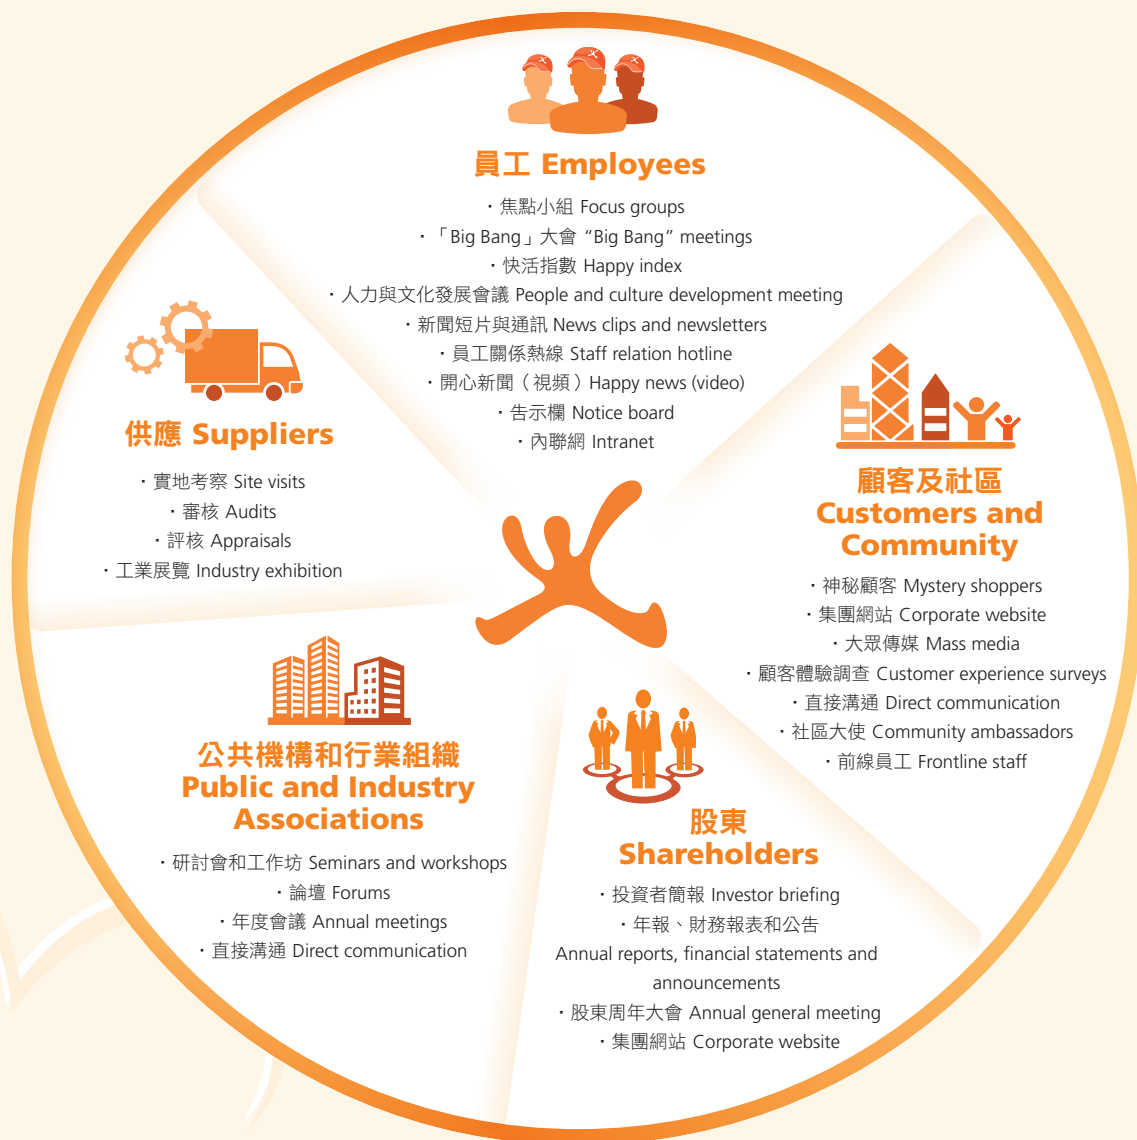 員工 Employees
・焦點小組 Focus groups
・「Big Bang」大會 “Big Bang” meetings
・快活指數 Happy index
・人力與文化發展會議 People and culture development meeting
・新聞短片與通訊 News clips and newsletters
・員工關係熱線 Staff relation hotline
・開心新聞（視頻）Happy news (video)
・告示欄 Notice board
・內聯網 Intranet
供應 Suppliers
・實地考察 Site visits
・審核 Audits
・評核 Appraisals
・工業展覽 Industry exhibition
顧客及社區
Customers and
Community
・神秘顧客 Mystery shoppers
・集團網站 Corporate website
・大眾傳媒 Mass media
・顧客體驗調查 Customer experience surveys
・直接溝通 Direct communication
・社區大使 Community ambassadors
・前線員工 Frontline staff
公共機構和行業組織
Public and Industry
Associations
・研討會和工作坊 Seminars and workshops
・論壇 Forums
・年度會議 Annual meetings
・直接溝通 Direct communication
股東
Shareholders
・投資者簡報 Investor briefing
・年報、財務報表和公告
Annual reports, financial statements and
announcements
・股東周年大會 Annual general meeting
・集團網站 Corporate website